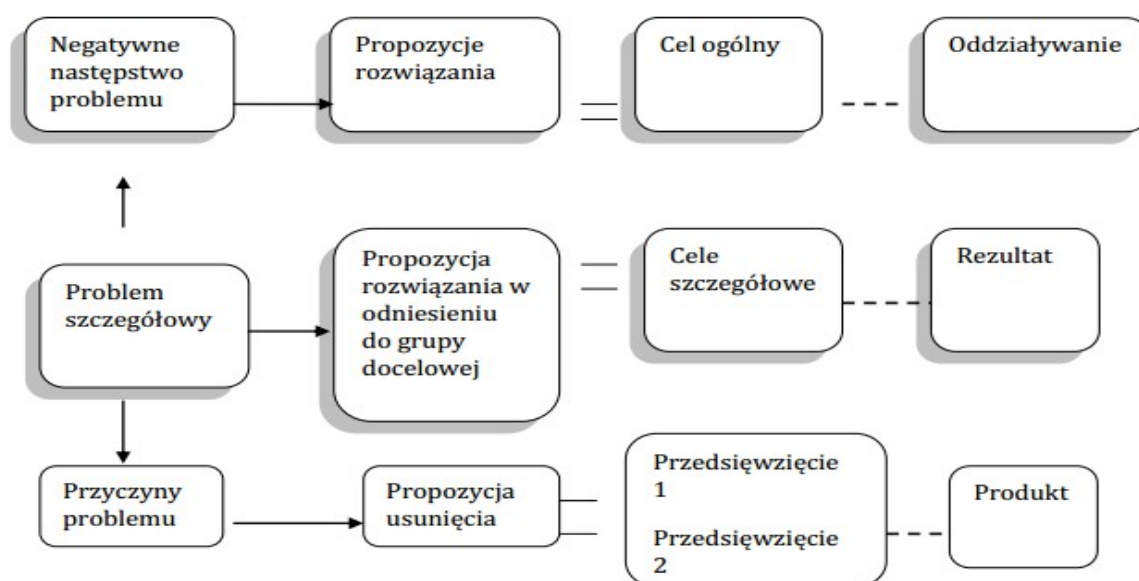 Negatywne
następstwo
problemu
Propozycje
rozwiązania
Cel ogólny
Oddziaływanie
Problem
szczegółowy
Propozycja
rozwiązania w
odniesieniu
do grupy
docelowej
Cele
szczegółowe
Rezultat
Przyczyny
problemu
Propozycja
usunięcia
Przedsięwzięcie
1
Przedsięwzięcie
2
Produkt